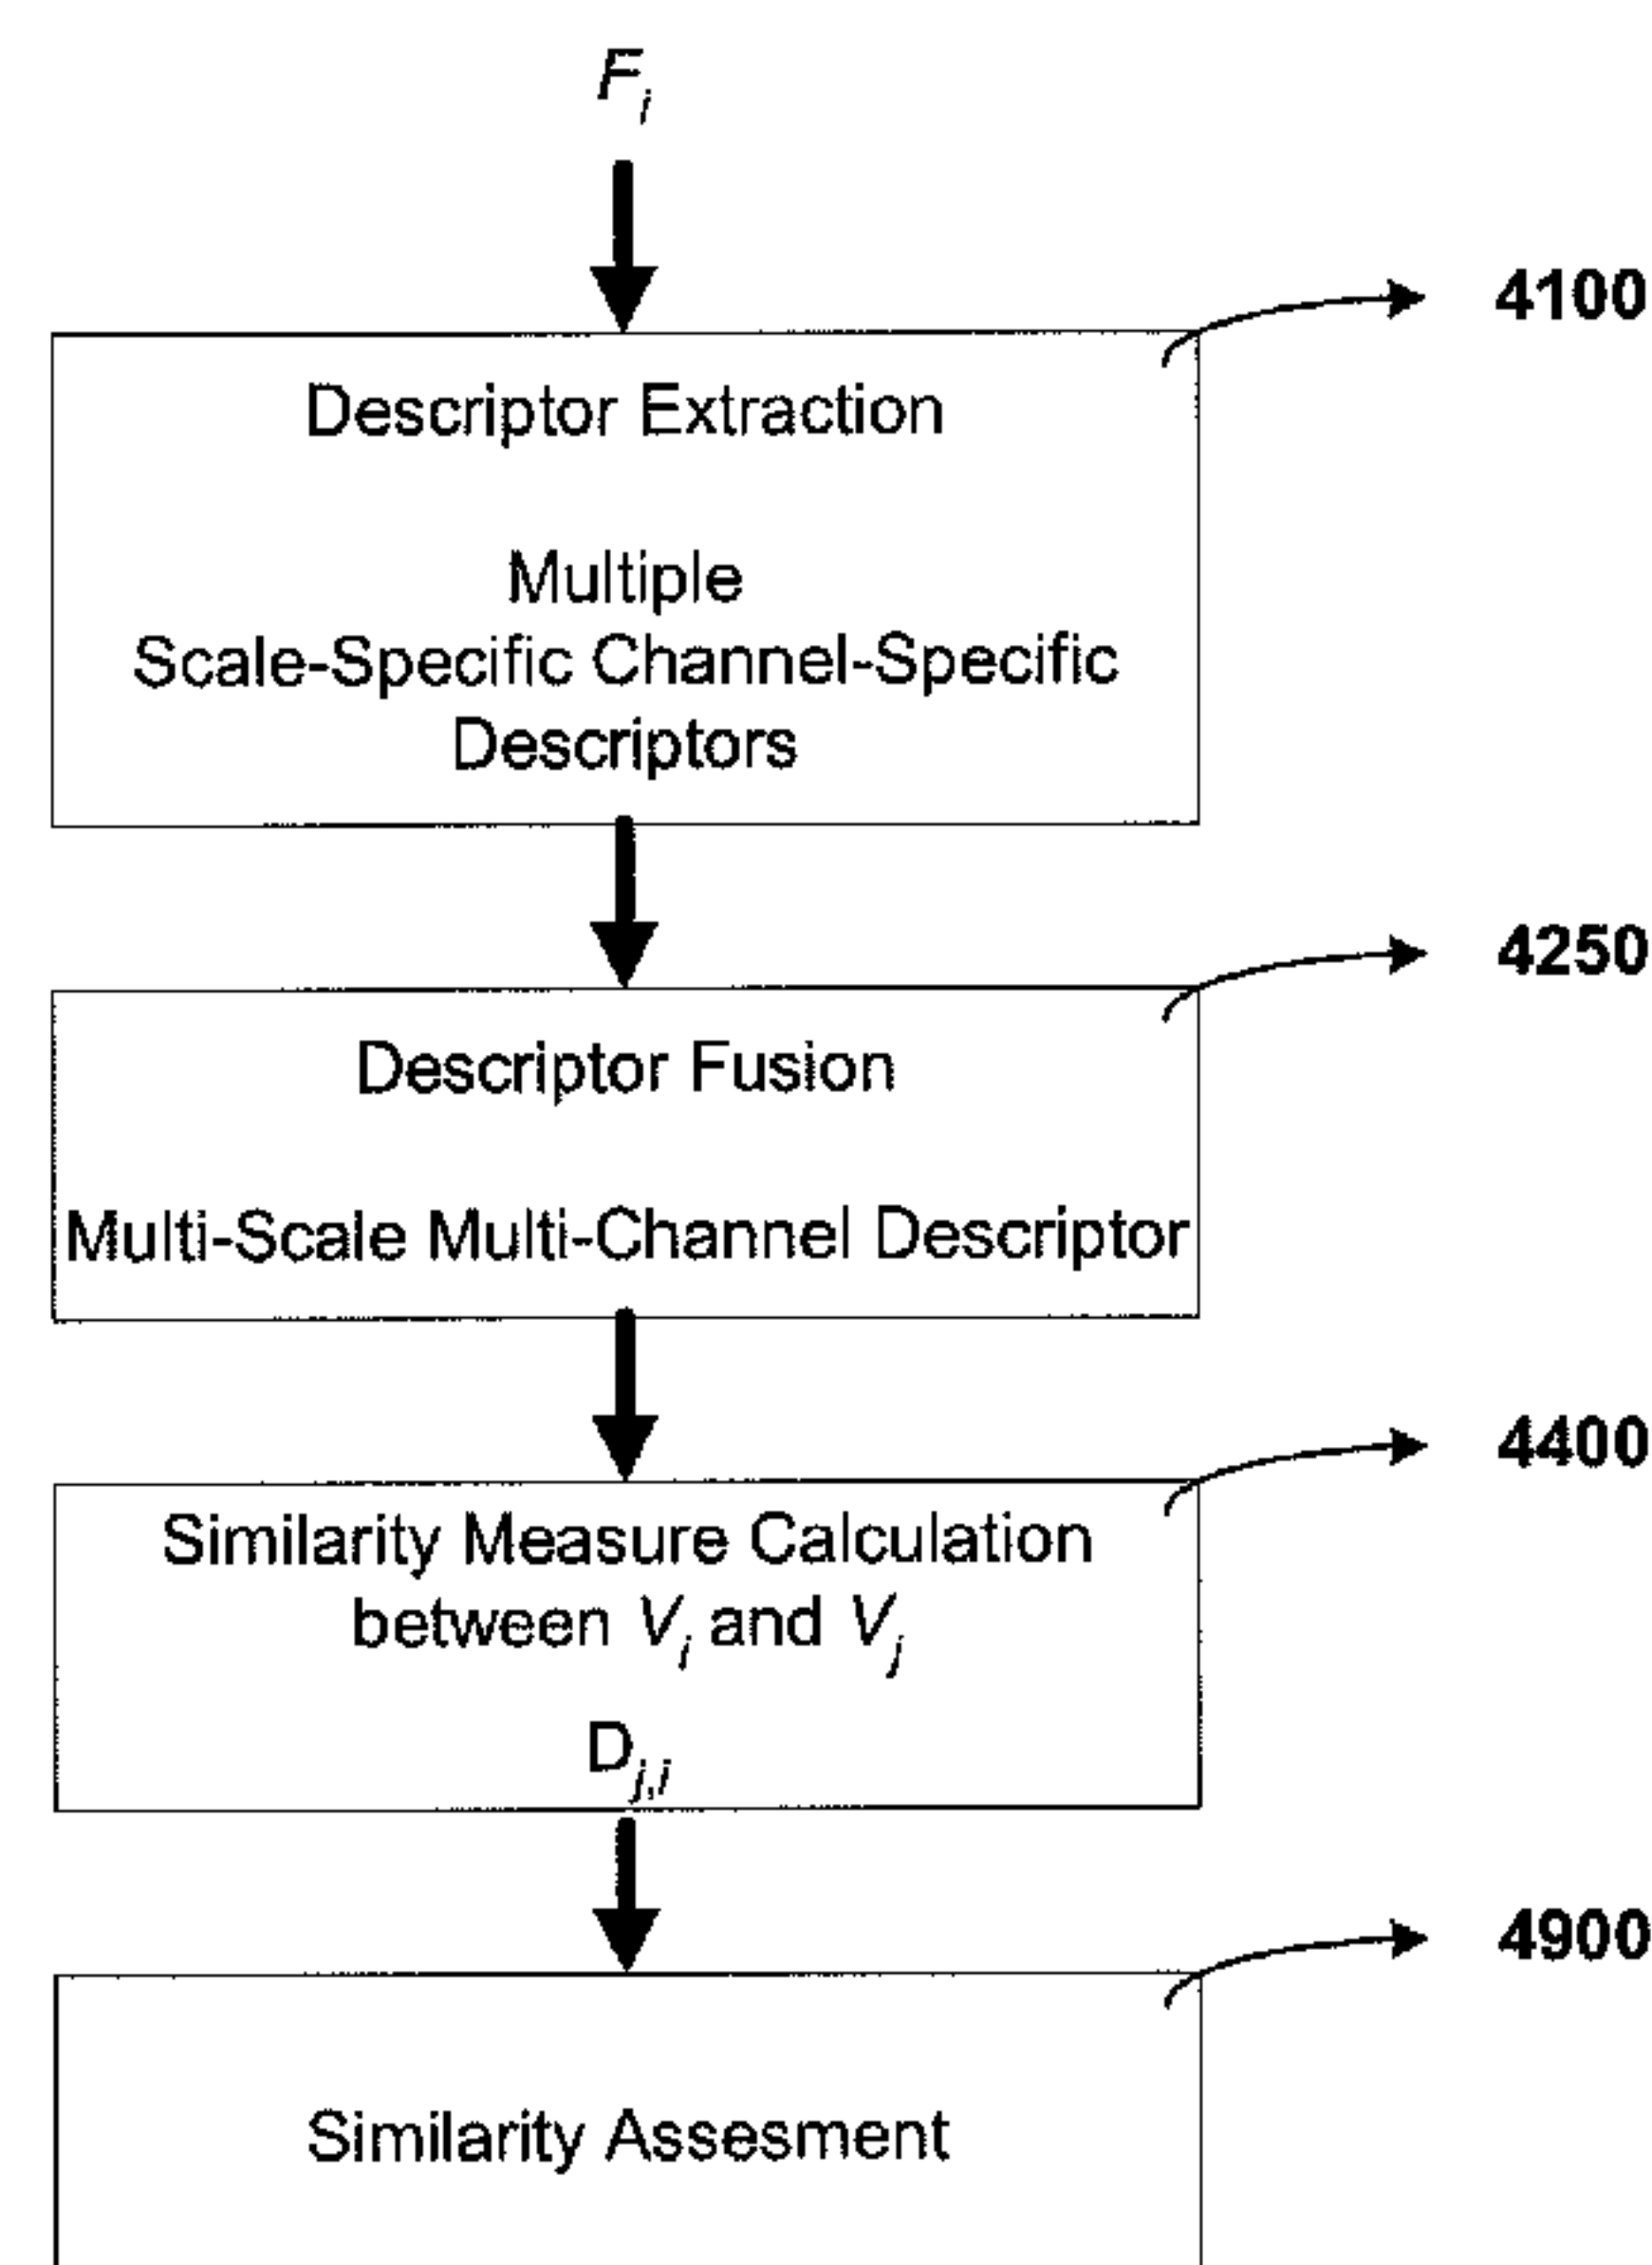 F_i
4100
Descriptor Extraction
Multiple
Scale-Specific Channel-Specific
Descriptors
4250
Descriptor Fusion
Multi-Scale Multi-Channel Descriptor
4400
Similarity Measure Calculation
between V_i and V_j
D_j,i
4900
Similarity Assesment